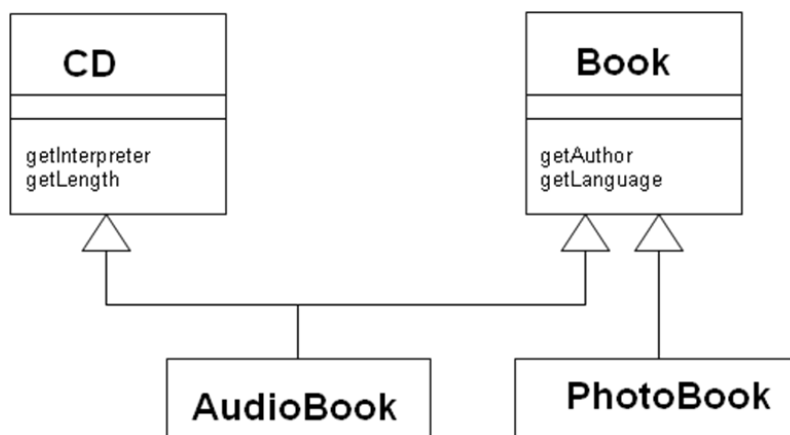 CD
getInterpreter
getLength
Book
getAuthor
getLanguage
AudioBook
PhotoBook